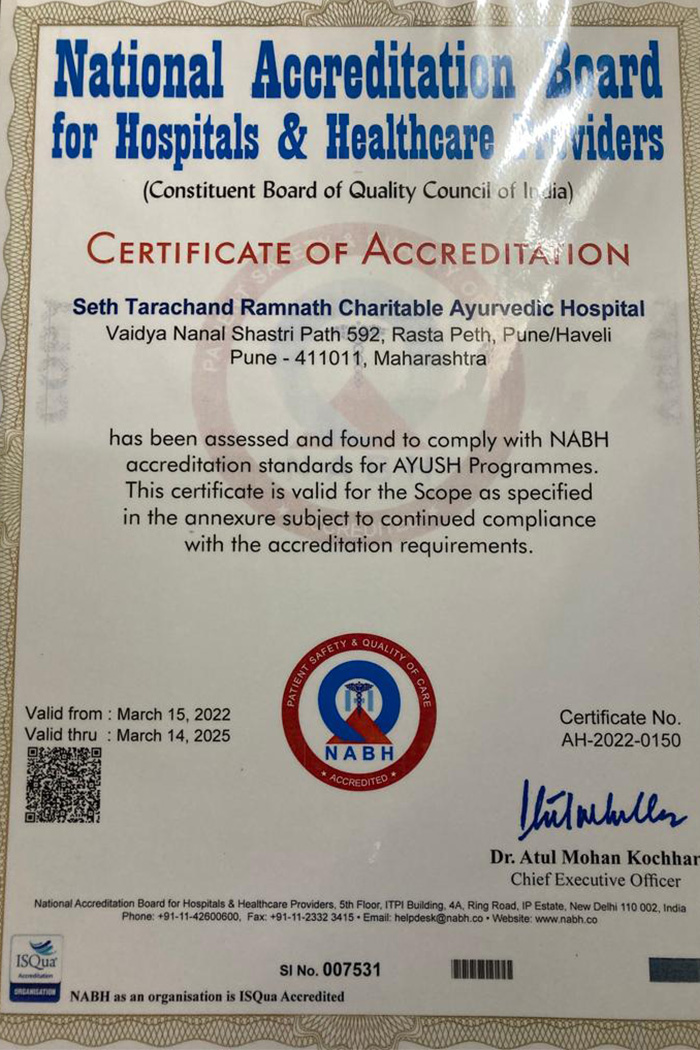 National Accreditation Board
for Hospitals & Healthcare Providers
(Constituent Board of Quality Council of India)
CERTIFICATE OF ACCREDITATION
Seth Tarachand Ramnath Charitable Ayurvedic Hospital
Vaidya Nanal Shastri Path 592, Rasta Peth, Pune/Haveli
Pune - 411011, Maharashtra
has been assessed and found to comply with NABH
accreditation standards for AYUSH Programmes.
This certificate is valid for the Scope as specified
in the annexure subject to continued compliance
with the accreditation requirements.
PATIENT SAFETY & QUALITY OF CARE
NABH
• ACCREDITED •
Valid from : March 15, 2022
Valid thru : March 14, 2025
Certificate No.
AH-2022-0150
Dr. Atul Mohan Kochhar
Chief Executive Officer
National Accreditation Board for Hospitals & Healthcare Providers, 5th Floor, ITPI Building, 4A, Ring Road, IP Estate, New Delhi 110 002, India
Phone: +91-11-42600600, Fax: +91-11-2332 3415 • Email: helpdesk@nabh.co • Website: www.nabh.co
ISQua
Accreditation
ORGANISATION
SI No. 007531
NABH as an organisation is ISQua Accredited